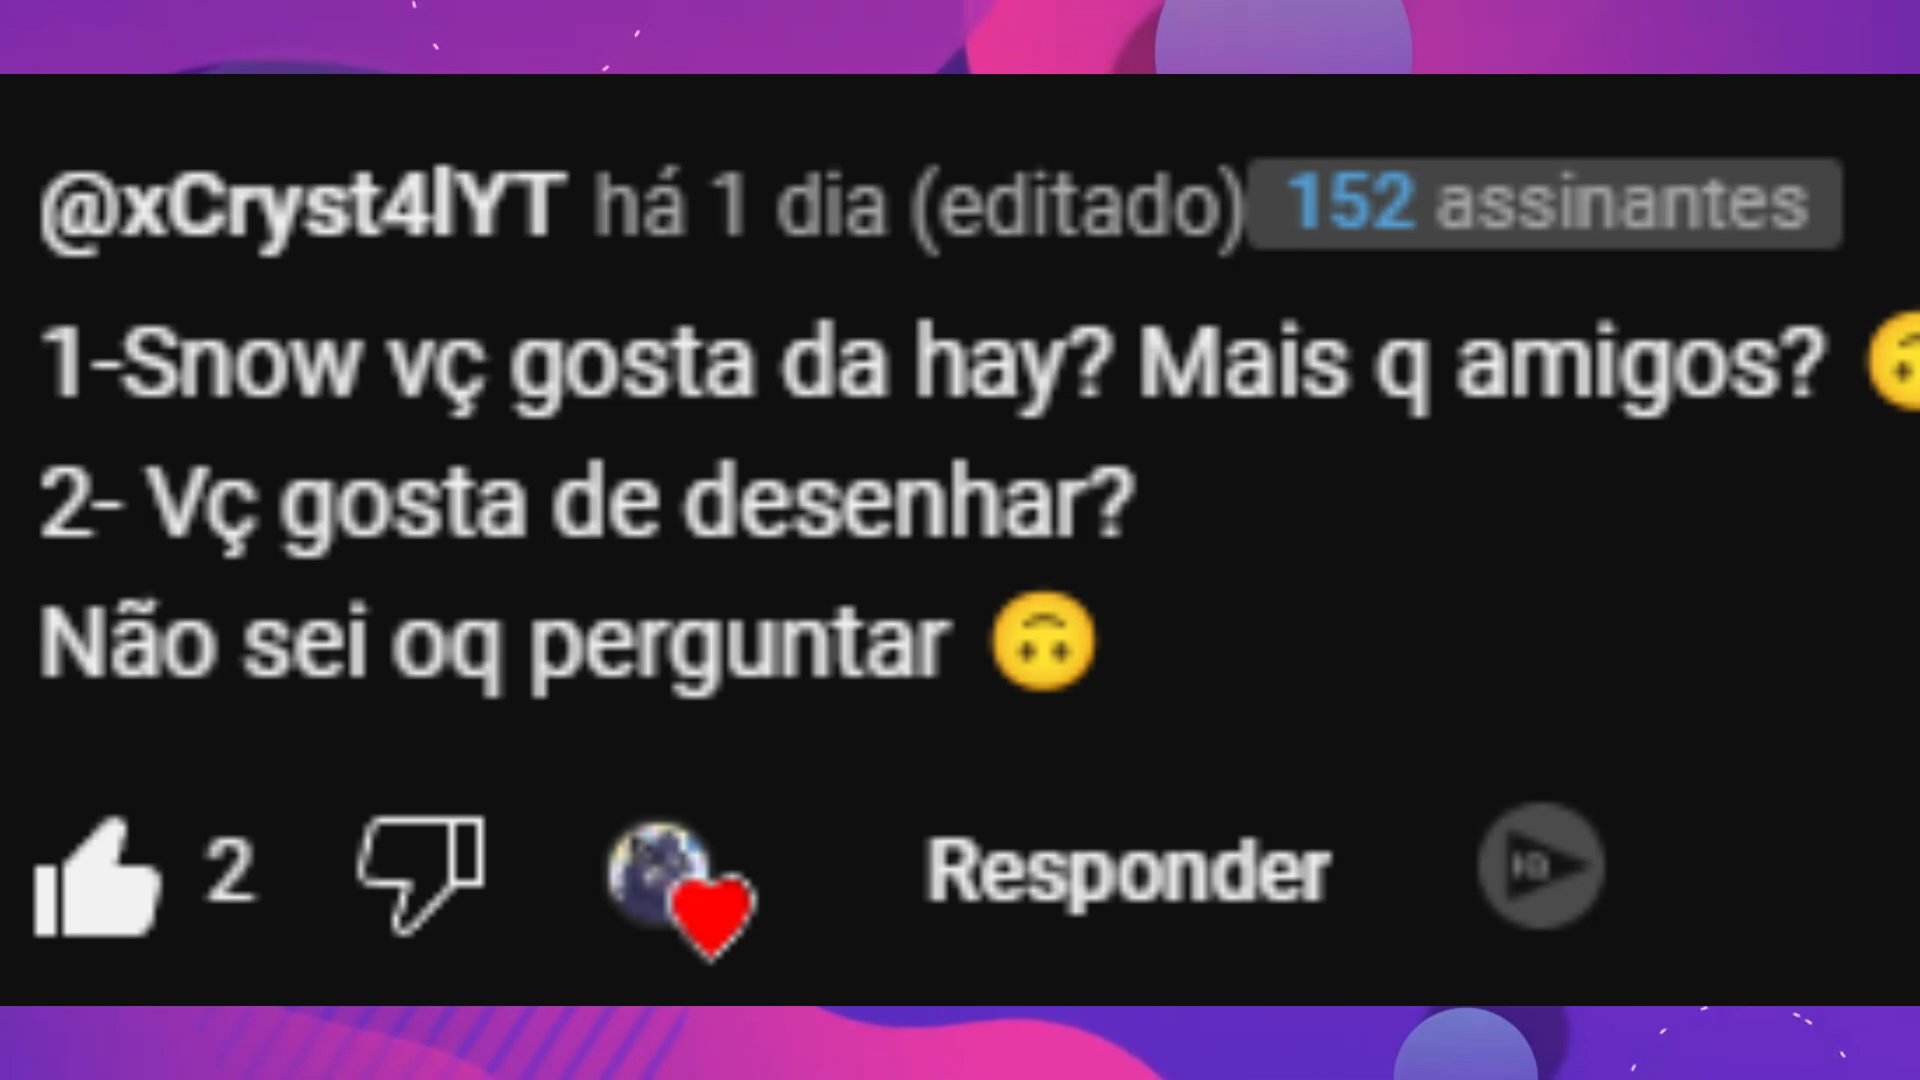 @xCryst4lYT há 1 dia (editado) 152 assinantes
1-Snow vç gosta da hay? Mais q amigos? 🙃
2- Vç gosta de desenhar?
Não sei oq perguntar 🙃
2 Responder